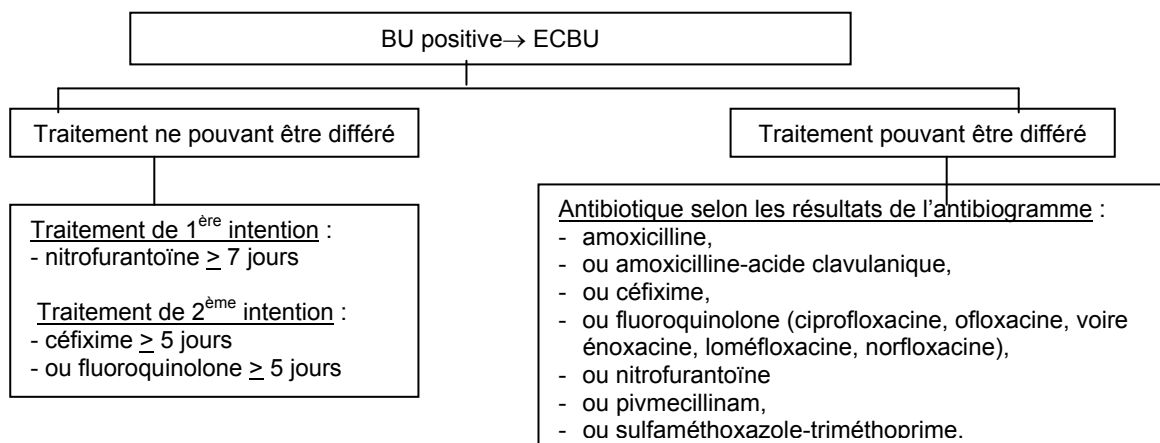 BU positive→ ECBU
Traitement ne pouvant être différé
Traitement pouvant être différé
Traitement de 1ère intention :
- nitrofurantoïne ≥ 7 jours
Traitement de 2ème intention :
- céfixime ≥ 5 jours
- ou fluoroquinolone ≥ 5 jours
Antibiotique selon les résultats de l’antibiogramme :
- amoxicilline,
- ou amoxicilline-acide clavulanique,
- ou céfixime,
- ou fluoroquinolone (ciprofloxacine, ofloxacine, voire
énoxacine, loméfloxacine, norfloxacine),
- ou nitrofurantoïne
- ou pivmecillinam,
- ou sulfaméthoxazole-triméthoprime.